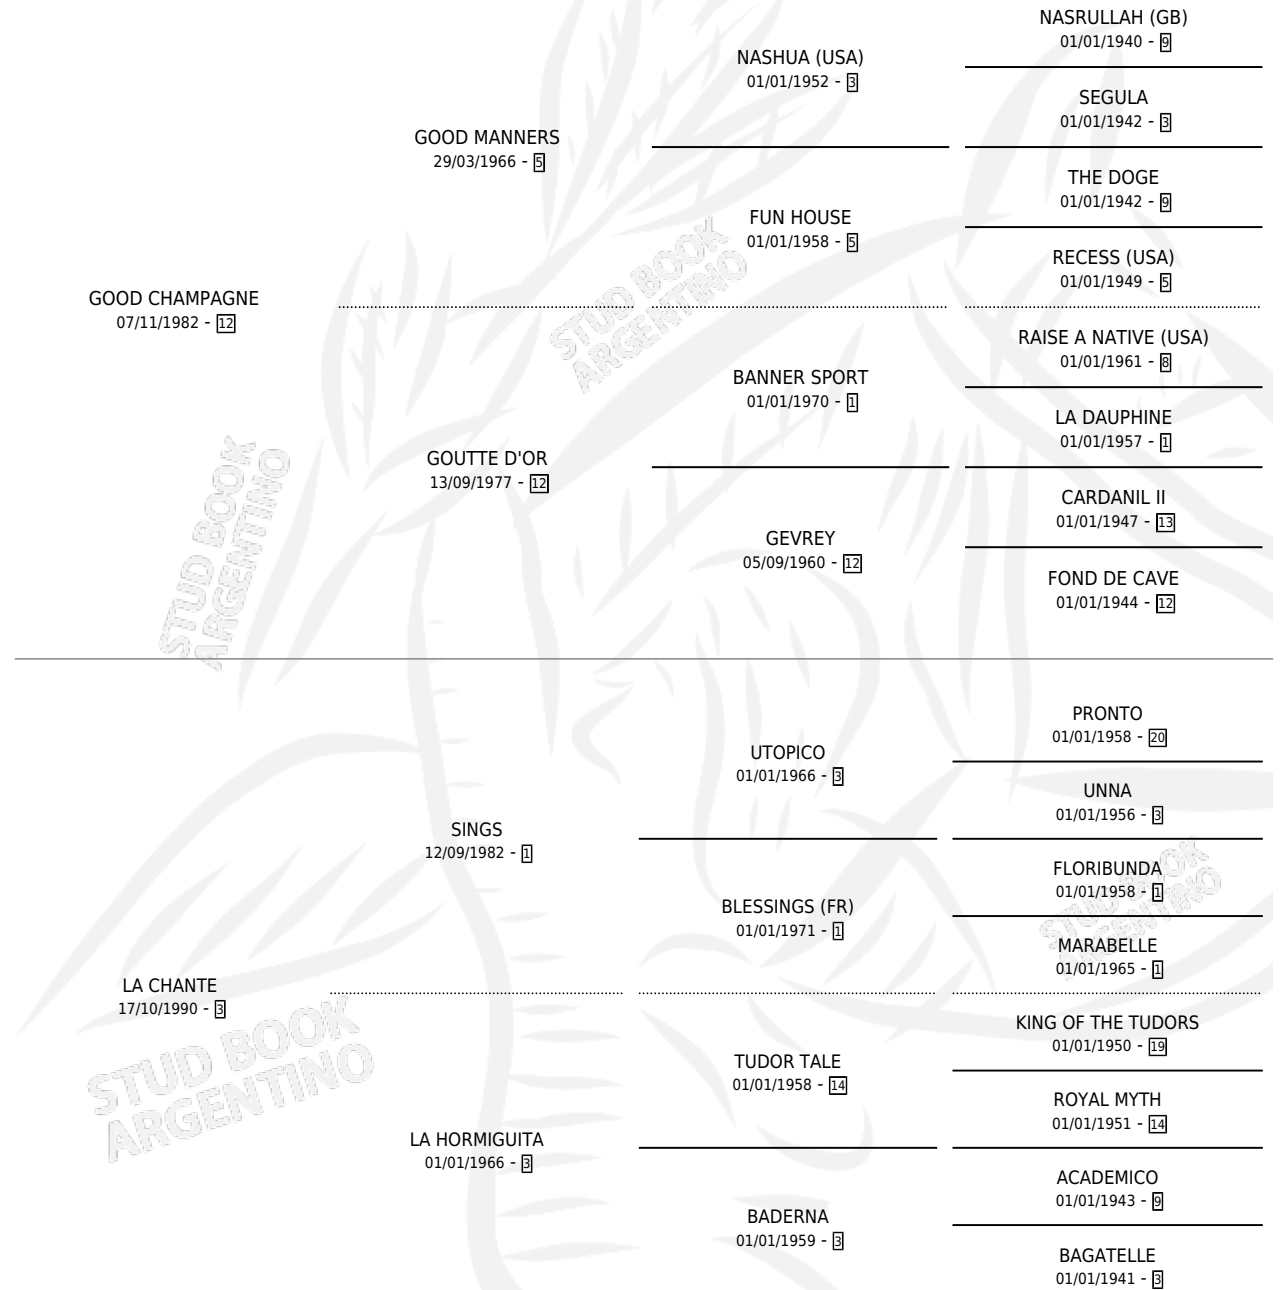 NASRULLAH (GB)
01/01/1940 - 9
NASHUA (USA)
01/01/1952 - 3
SEGULA
01/01/1942 - 3
GOOD MANNERS
29/03/1966 - 5
THE DOGE
01/01/1942 - 9
FUN HOUSE
01/01/1958 - 5
RECESS (USA)
01/01/1949 - 5
GOOD CHAMPAGNE
07/11/1982 - 12
RAISE A NATIVE (USA)
01/01/1961 - 8
BANNER SPORT
01/01/1970 - 1
LA DAUPHINE
01/01/1957 - 1
GOUTTE D'OR
13/09/1977 - 12
CARDANIL II
01/01/1947 - 13
GEVREY
05/09/1960 - 12
FOND DE CAVE
01/01/1944 - 12
STUD BOOK
ARGENTINO
STUD BOOK
ARGENTINO
PRONTO
01/01/1958 - 20
UTOPICO
01/01/1966 - 3
UNNA
01/01/1956 - 3
SINGS
12/09/1982 - 1
FLORIBUNDA
01/01/1958 - 1
BLESSINGS (FR)
01/01/1971 - 1
MARABELLE
01/01/1965 - 1
LA CHANTE
17/10/1990 - 3
KING OF THE TUDORS
01/01/1950 - 19
TUDOR TALE
01/01/1958 - 14
ROYAL MYTH
01/01/1951 - 14
LA HORMIGUITA
01/01/1966 - 3
ACADEMICO
01/01/1943 - 9
BADERNA
01/01/1959 - 3
BAGATELLE
01/01/1941 - 3
STUD BOOK
ARGENTINO
STUD BOOK
ARGENTINO